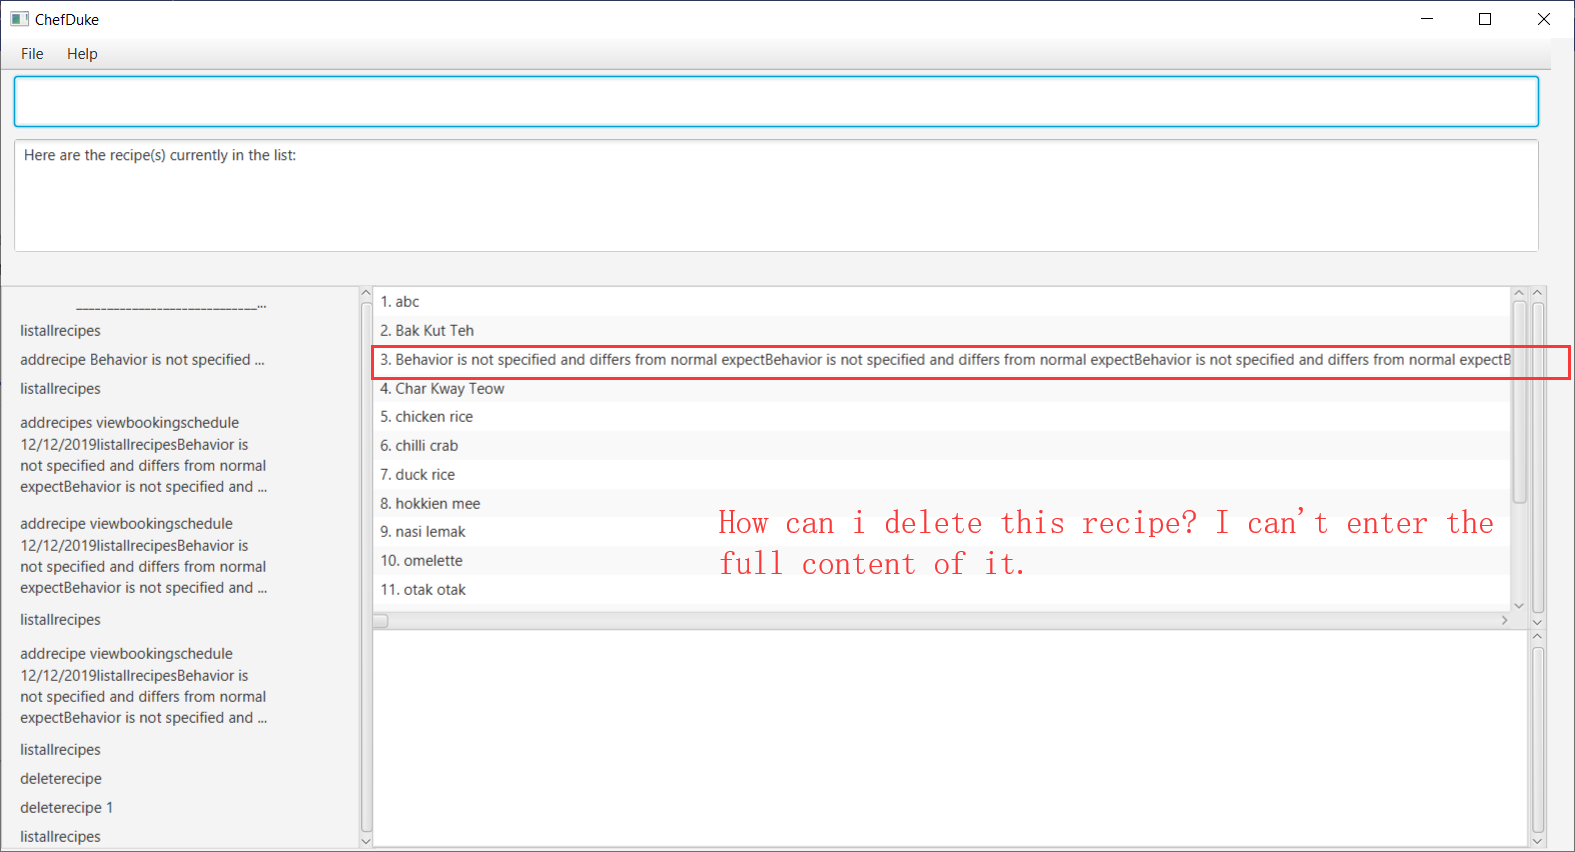 ChefDuke
File Help
Here are the recipe(s) currently in the list:
______________________________...
listallrecipes
addrecipe Behavior is not specified ...
listallrecipes
addrecipes viewbookingschedule
12/12/2019listallrecipesBehavior is
not specified and differs from normal
expectBehavior is not specified and ...
addrecipe viewbookingschedule
12/12/2019listallrecipesBehavior is
not specified and differs from normal
expectBehavior is not specified and ...
listallrecipes
addrecipe viewbookingschedule
12/12/2019listallrecipesBehavior is
not specified and differs from normal
expectBehavior is not specified and ...
listallrecipes
deleterecipe
deleterecipe 1
listallrecipes
1. abc
2. Bak Kut Teh
3. Behavior is not specified and differs from normal expectBehavior is not specified and differs from normal expectBehavior is not specified and differs from normal expectB
4. Char Kway Teow
5. chicken rice
6. chilli crab
7. duck rice
8. hokkien mee
9. nasi lemak
10. omelette
11. otak otak
How can i delete this recipe? I can't enter the
full content of it.